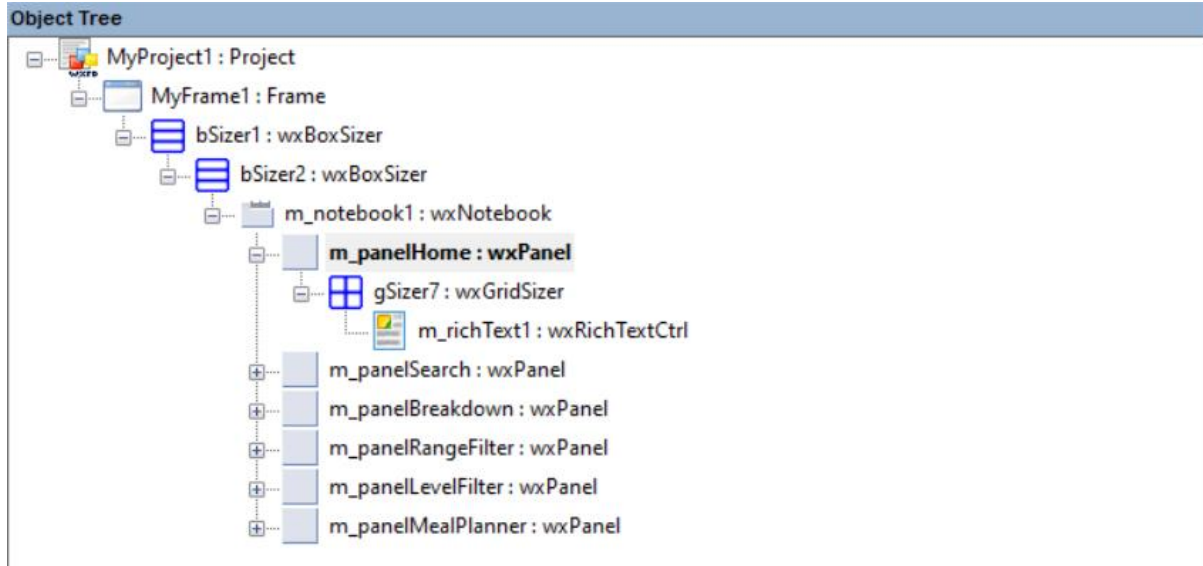 Object Tree
MyProject1 : Project
MyFrame1 : Frame
bSizer1 : wxBoxSizer
bSizer2 : wxBoxSizer
m_notebook1 : wxNotebook
m_panelHome : wxPanel
gSizer7 : wxGridSizer
m_richText1 : wxRichTextCtrl
m_panelSearch : wxPanel
m_panelBreakdown : wxPanel
m_panelRangeFilter : wxPanel
m_panelLevelFilter : wxPanel
m_panelMealPlanner : wxPanel